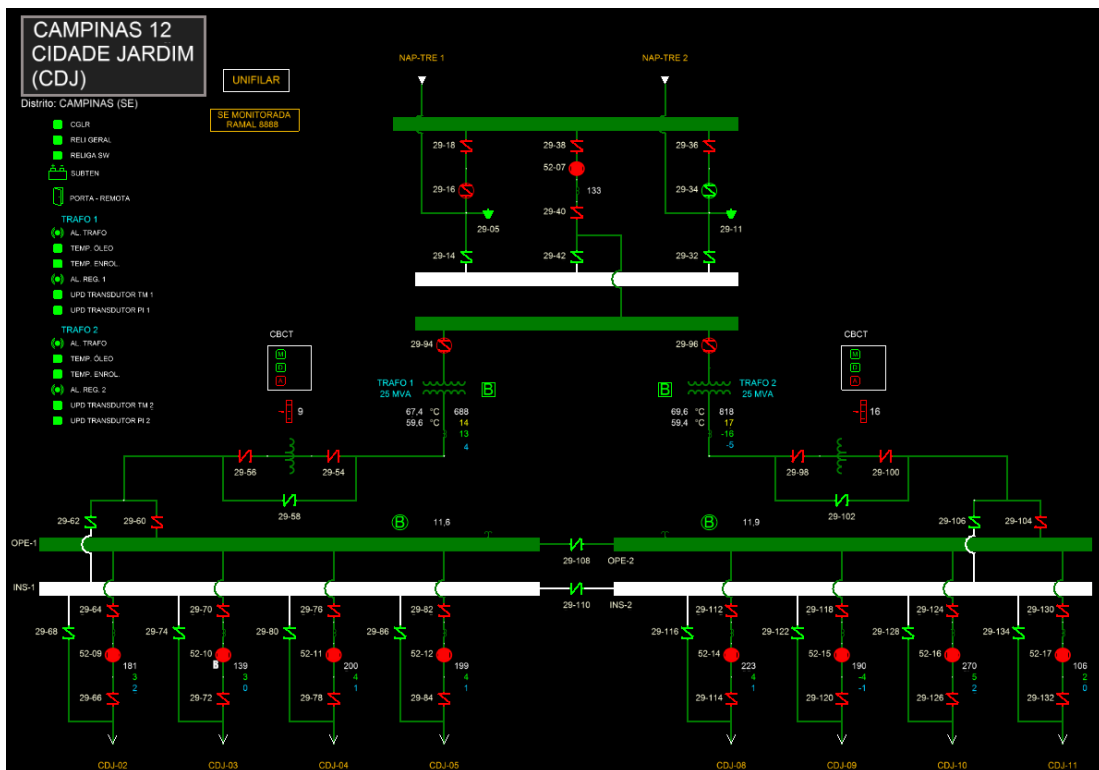 CAMPINAS 12
CIDADE JARDIM
(CDJ)
UNIFILAR
Distrito: CAMPINAS (SE)
SE MONITORADA
RAMAL 8888
CGLR
RELI GERAL
RELIGA SW
SUBTEN
PORTA - REMOTA
TRAFO 1
AL. TRAFO
TEMP. ÓLEO
TEMP. ENROL.
AL. REG. 1
UPD TRANSDUTOR TM 1
UPD TRANSDUTOR PI 1
TRAFO 2
AL. TRAFO
TEMP. ÓLEO
TEMP. ENROL.
AL. REG. 2
UPD TRANSDUTOR TM 2
UPD TRANSDUTOR PI 2
NAP-TRE 1 NAP-TRE 2
29-18 29-38 29-36
52-07
29-16 133 29-34
29-40
29-05 29-11
29-14 29-42 29-32
29-94 29-96
CBCT CBCT
M M
D D
A A
9 16
TRAFO 1 B B TRAFO 2
25 MVA 25 MVA
67,4 °C 688 69,6 °C 818
59,6 °C 14 59,4 °C 17
13 -16
4 -5
29-56 29-54 29-98 29-100
29-58 29-102
29-62 29-60 B 11,6 B 11,9 29-106 29-104
OPE-1 29-108 OPE-2
INS-1 29-110 INS-2
29-64 29-70 29-76 29-82 29-112 29-118 29-124 29-130
29-68 29-74 29-80 29-86 29-116 29-122 29-128 29-134
52-09 52-10 52-11 52-12 52-14 52-15 52-16 52-17
181 B 139 200 199 223 190 270 106
3 3 4 4 4 -4 5 2
2 0 1 1 1 -1 2 0
29-66 29-72 29-78 29-84 29-114 29-120 29-126 29-132
CDJ-02 CDJ-03 CDJ-04 CDJ-05 CDJ-08 CDJ-09 CDJ-10 CDJ-11